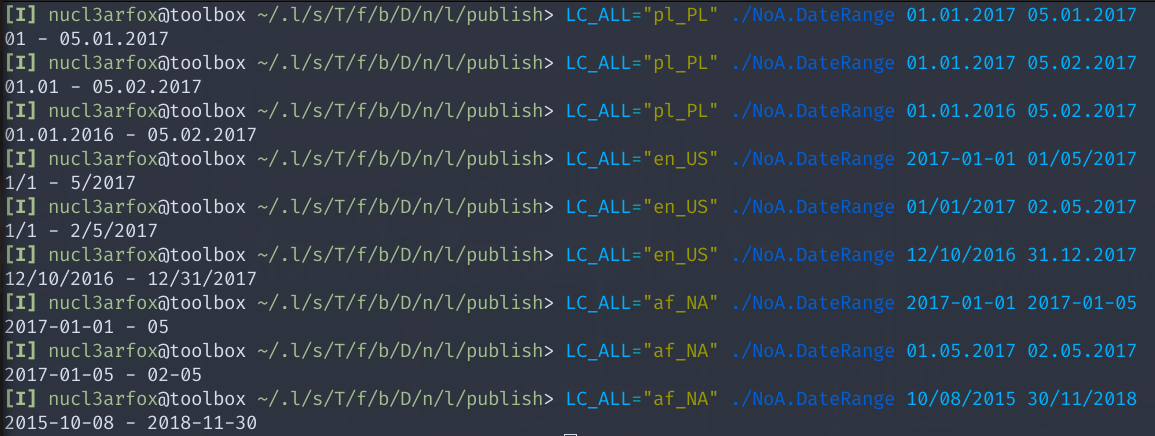 [I] nucl3arfox@toolbox ~/.l/s/T/f/b/D/n/l/publish> LC_ALL="pl_PL" ./NoA.DateRange 01.01.2017 05.01.2017
01 - 05.01.2017
[I] nucl3arfox@toolbox ~/.l/s/T/f/b/D/n/l/publish> LC_ALL="pl_PL" ./NoA.DateRange 01.01.2017 05.02.2017
01.01 - 05.02.2017
[I] nucl3arfox@toolbox ~/.l/s/T/f/b/D/n/l/publish> LC_ALL="pl_PL" ./NoA.DateRange 01.01.2016 05.02.2017
01.01.2016 - 05.02.2017
[I] nucl3arfox@toolbox ~/.l/s/T/f/b/D/n/l/publish> LC_ALL="en_US" ./NoA.DateRange 2017-01-01 01/05/2017
1/1 - 5/2017
[I] nucl3arfox@toolbox ~/.l/s/T/f/b/D/n/l/publish> LC_ALL="en_US" ./NoA.DateRange 01/01/2017 02.05.2017
1/1 - 2/5/2017
[I] nucl3arfox@toolbox ~/.l/s/T/f/b/D/n/l/publish> LC_ALL="en_US" ./NoA.DateRange 12/10/2016 31.12.2017
12/10/2016 - 12/31/2017
[I] nucl3arfox@toolbox ~/.l/s/T/f/b/D/n/l/publish> LC_ALL="af_NA" ./NoA.DateRange 2017-01-01 2017-01-05
2017-01-01 - 05
[I] nucl3arfox@toolbox ~/.l/s/T/f/b/D/n/l/publish> LC_ALL="af_NA" ./NoA.DateRange 01.05.2017 02.05.2017
2017-01-05 - 02-05
[I] nucl3arfox@toolbox ~/.l/s/T/f/b/D/n/l/publish> LC_ALL="af_NA" ./NoA.DateRange 10/08/2015 30/11/2018
2015-10-08 - 2018-11-30